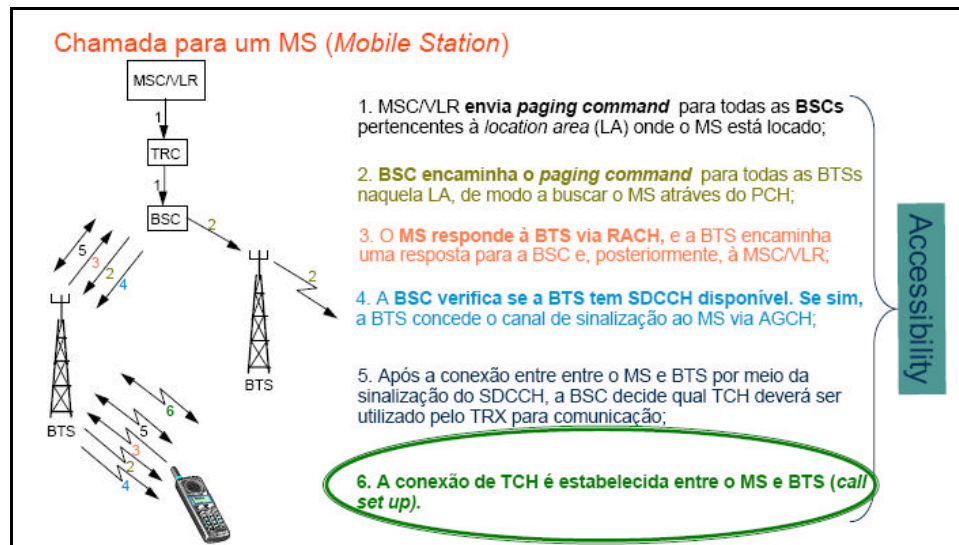 Chamada para um MS (Mobile Station)
MSC/VLR
1
TRC
1
BSC
2
5
3
2
4
2
BTS
BTS
6
5
3
2
4
1. MSC/VLR envia paging command para todas as BSCs
pertencentes à location area (LA) onde o MS está locado;
2. BSC encaminha o paging command para todas as BTSs
naquela LA, de modo a buscar o MS atráves do PCH;
3. O MS responde à BTS via RACH, e a BTS encaminha
uma resposta para a BSC e, posteriormente, à MSC/VLR;
4. A BSC verifica se a BTS tem SDCCH disponível. Se sim,
a BTS concede o canal de sinalização ao MS via AGCH;
5. Após a conexão entre entre o MS e BTS por meio da
sinalização do SDCCH, a BSC decide qual TCH deverá ser
utilizado pelo TRX para comunicação;
6. A conexão de TCH é estabelecida entre o MS e BTS (call
set up).
Accessibility